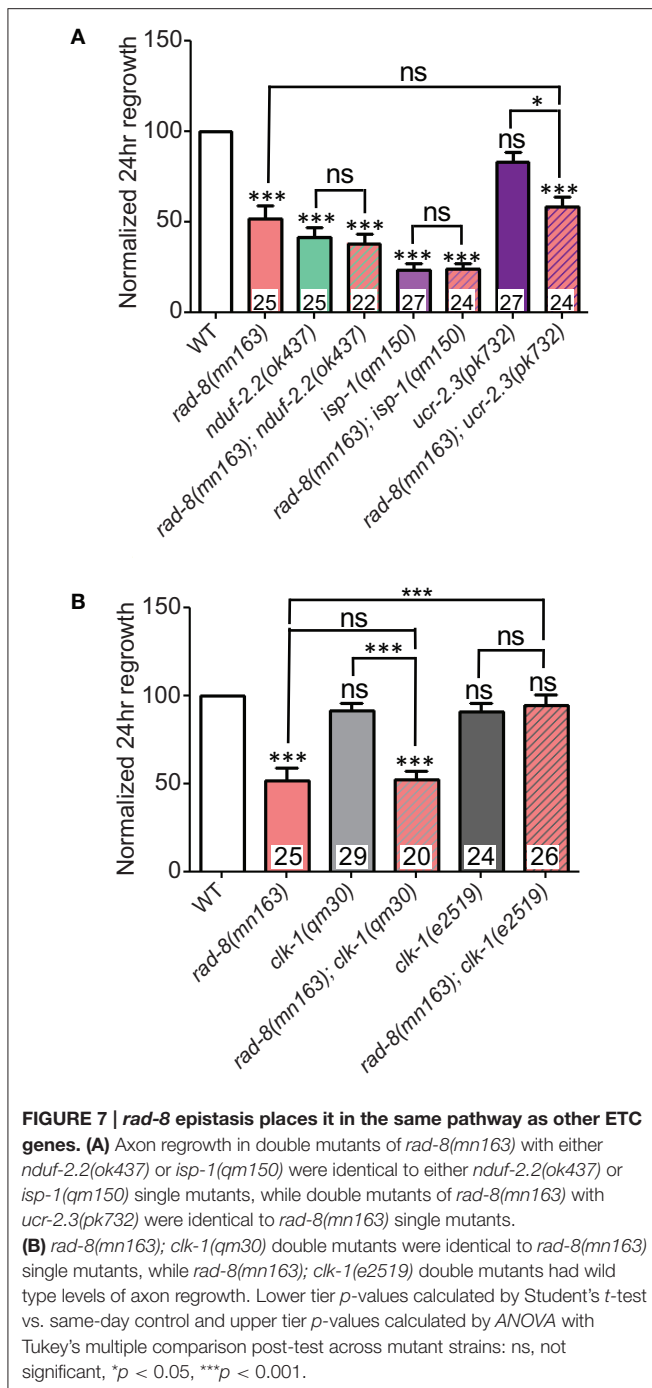 A
Normalized 24hr regrowth
150
100
50
0
ns
*
ns
ns
ns
***
***
***
***
***
***
25
25
22
27
24
27
24
WT
rad-8(mn163)
nduf-2.2(ok437)
rad-8(mn163); nduf-2.2(ok437)
isp-1(qm150)
rad-8(mn163); isp-1(qm150)
ucr-2.3(pk732)
rad-8(mn163); ucr-2.3(pk732)
B
Normalized 24hr regrowth
150
100
50
0
***
ns
***
ns
ns
ns
ns
***
***
25
29
20
24
26
WT
rad-8(mn163)
clk-1(qm30)
rad-8(mn163); clk-1(qm30)
clk-1(e2519)
rad-8(mn163); clk-1(e2519)
FIGURE 7 | rad-8 epistasis places it in the same pathway as other ETC
genes. (A) Axon regrowth in double mutants of rad-8(mn163) with either
nduf-2.2(ok437) or isp-1(qm150) were identical to either nduf-2.2(ok437) or
isp-1(qm150) single mutants, while double mutants of rad-8(mn163) with
ucr-2.3(pk732) were identical to rad-8(mn163) single mutants.
(B) rad-8(mn163); clk-1(qm30) double mutants were identical to rad-8(mn163)
single mutants, while rad-8(mn163); clk-1(e2519) double mutants had wild
type levels of axon regrowth. Lower tier p-values calculated by Student's t-test
vs. same-day control and upper tier p-values calculated by ANOVA with
Tukey's multiple comparison post-test across mutant strains: ns, not
significant, *p < 0.05, ***p < 0.001.